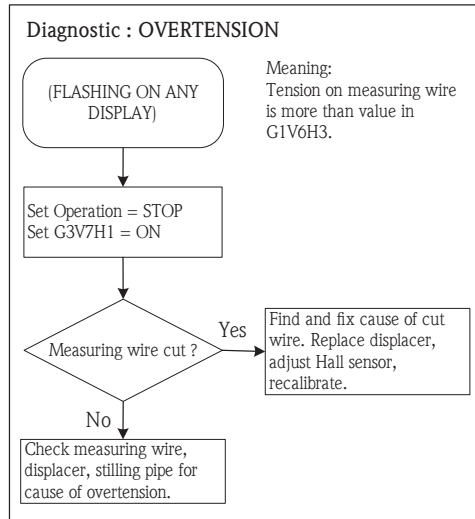 Diagnostic : OVERTENSION
(FLASHING ON ANY
DISPLAY)
Meaning:
Tension on measuring wire
is more than value in
G1V6H3.
Set Operation = STOP
Set G3V7H1 = ON
Measuring wire cut ?
Yes
Find and fix cause of cut
wire. Replace displacer,
adjust Hall sensor,
recalibrate.
No
Check measuring wire,
displacer, stilling pipe for
cause of overtension.